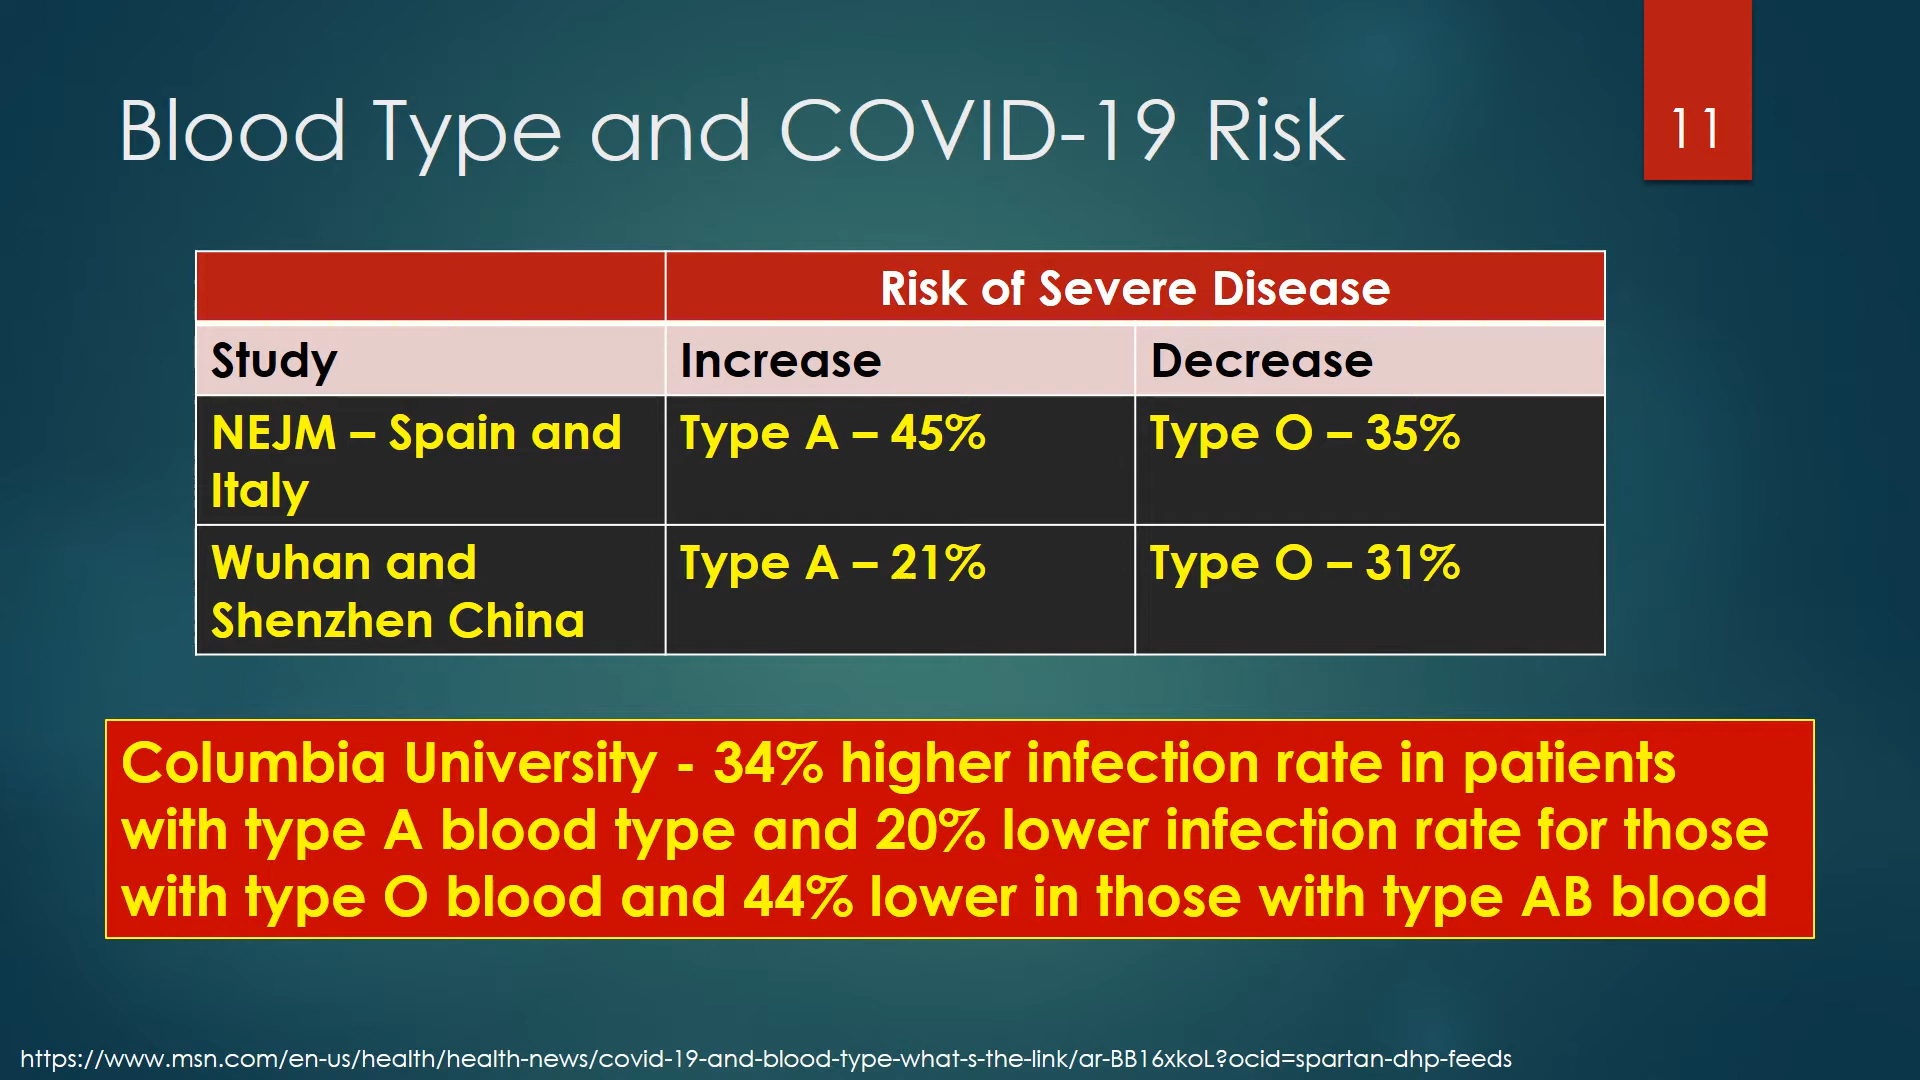 Blood Type and COVID-19 Risk
11
Risk of Severe Disease
Study
Increase
Decrease
NEJM – Spain and
Italy
Type A – 45%
Type O – 35%
Wuhan and
Shenzhen China
Type A – 21%
Type O – 31%
Columbia University - 34% higher infection rate in patients
with type A blood type and 20% lower infection rate for those
with type O blood and 44% lower in those with type AB blood
https://www.msn.com/en-us/health/health-news/covid-19-and-blood-type-what-s-the-link/ar-BB16xkoL?ocid=spartan-dhp-feeds